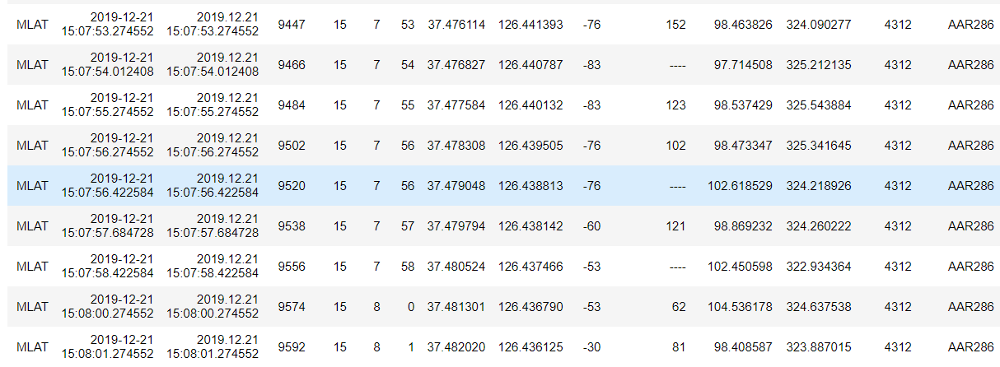 MLAT 2019-12-21 15:07:53.274552 2019.12.21 15:07:53.274552 9447 15 7 53 37.476114 126.441393 -76 152 98.463826 324.090277 4312 AAR286
MLAT 2019-12-21 15:07:54.012408 2019.12.21 15:07:54.012408 9466 15 7 54 37.476827 126.440787 -83 ---- 97.714508 325.212135 4312 AAR286
MLAT 2019-12-21 15:07:55.274552 2019.12.21 15:07:55.274552 9484 15 7 55 37.477584 126.440132 -83 123 98.537429 325.543884 4312 AAR286
MLAT 2019-12-21 15:07:56.274552 2019.12.21 15:07:56.274552 9502 15 7 56 37.478308 126.439505 -76 102 98.473347 325.341645 4312 AAR286
MLAT 2019-12-21 15:07:56.422584 2019.12.21 15:07:56.422584 9520 15 7 56 37.479048 126.438813 -76 ---- 102.618529 324.218926 4312 AAR286
MLAT 2019-12-21 15:07:57.684728 2019.12.21 15:07:57.684728 9538 15 7 57 37.479794 126.438142 -60 121 98.869232 324.260222 4312 AAR286
MLAT 2019-12-21 15:07:58.422584 2019.12.21 15:07:58.422584 9556 15 7 58 37.480524 126.437466 -53 ---- 102.450598 322.934364 4312 AAR286
MLAT 2019-12-21 15:08:00.274552 2019.12.21 15:08:00.274552 9574 15 8 0 37.481301 126.436790 -53 62 104.536178 324.637538 4312 AAR286
MLAT 2019-12-21 15:08:01.274552 2019.12.21 15:08:01.274552 9592 15 8 1 37.482020 126.436125 -30 81 98.408587 323.887015 4312 AAR286